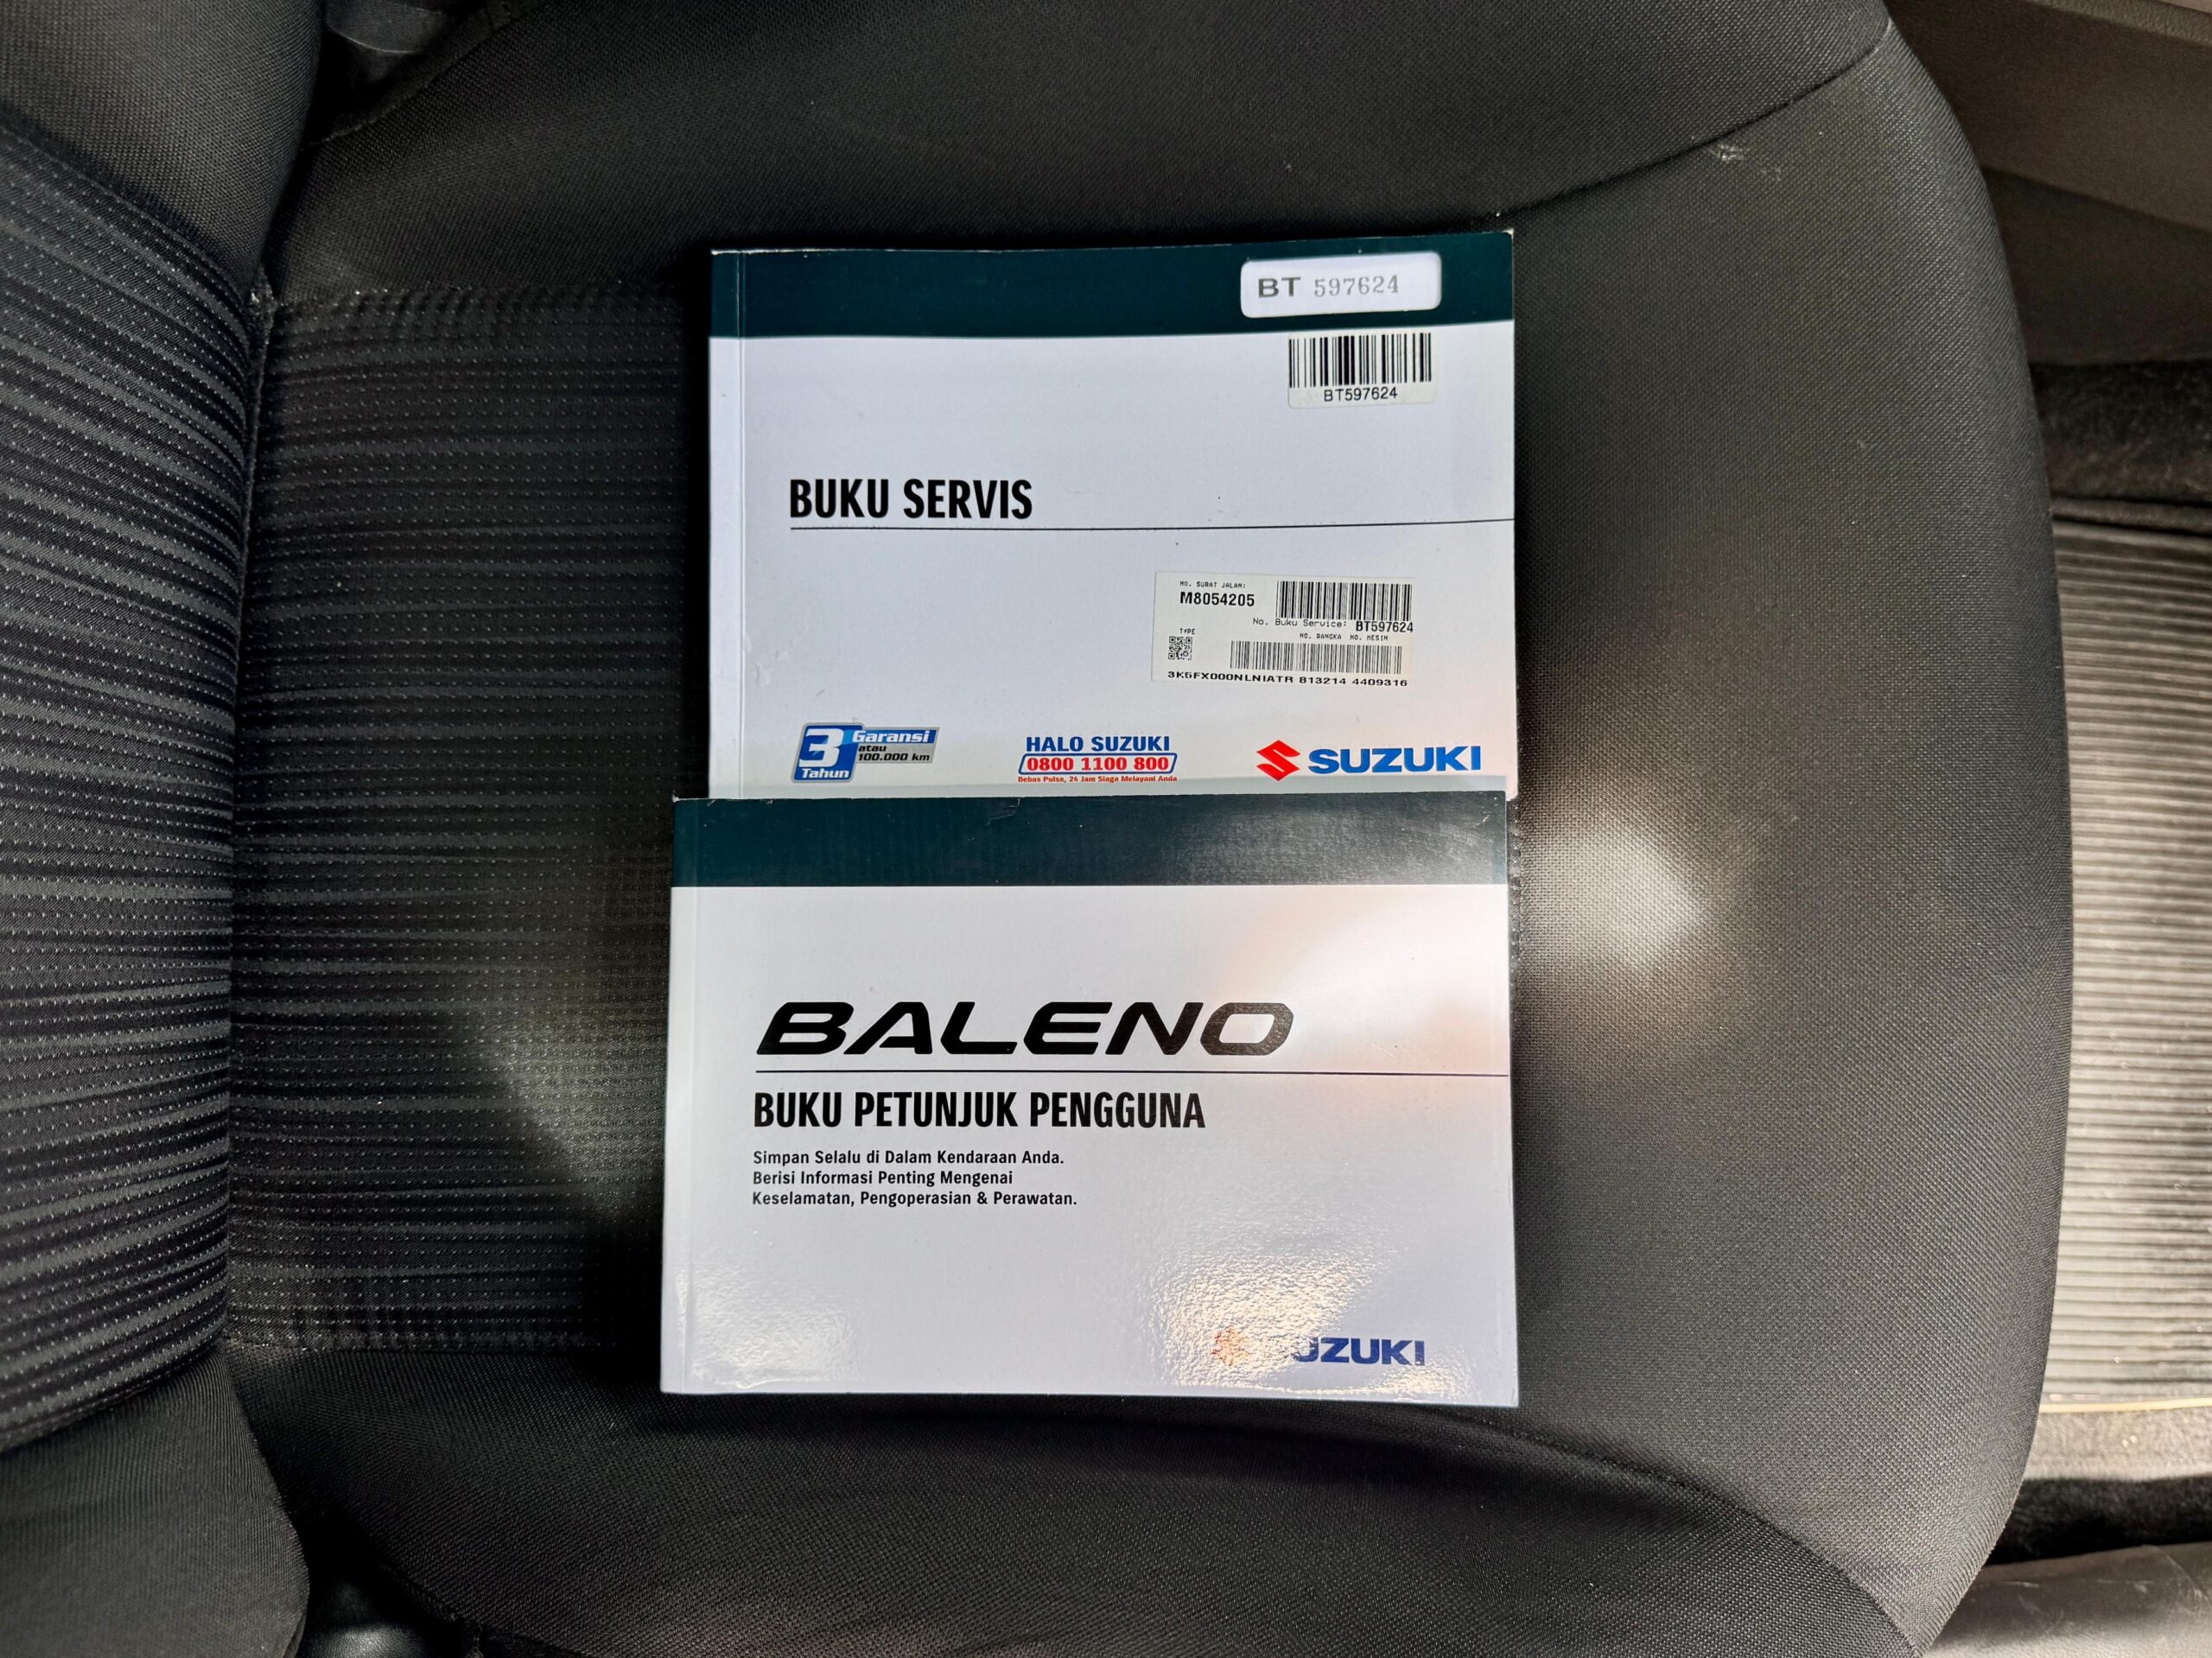 BT 597624
BT597624
BUKU SERVIS
NO. SURAT JALAN:
M8054205
No. Buku Service: BT597624
TYPE
NO. RANGKA NO. MESIN
3K5FX000NLNIATR 813214 4409316
3 Tahun
Garansi
atau
100.000 km
HALO SUZUKI
0800 1100 800
Bebas Pulsa, 24 Jam Siaga Melayani Anda
SUZUKI
BALENO
BUKU PETUNJUK PENGGUNA
Simpan Selalu di Dalam Kendaraan Anda.
Berisi Informasi Penting Mengenai
Keselamatan, Pengoperasian & Perawatan.
SUZUKI